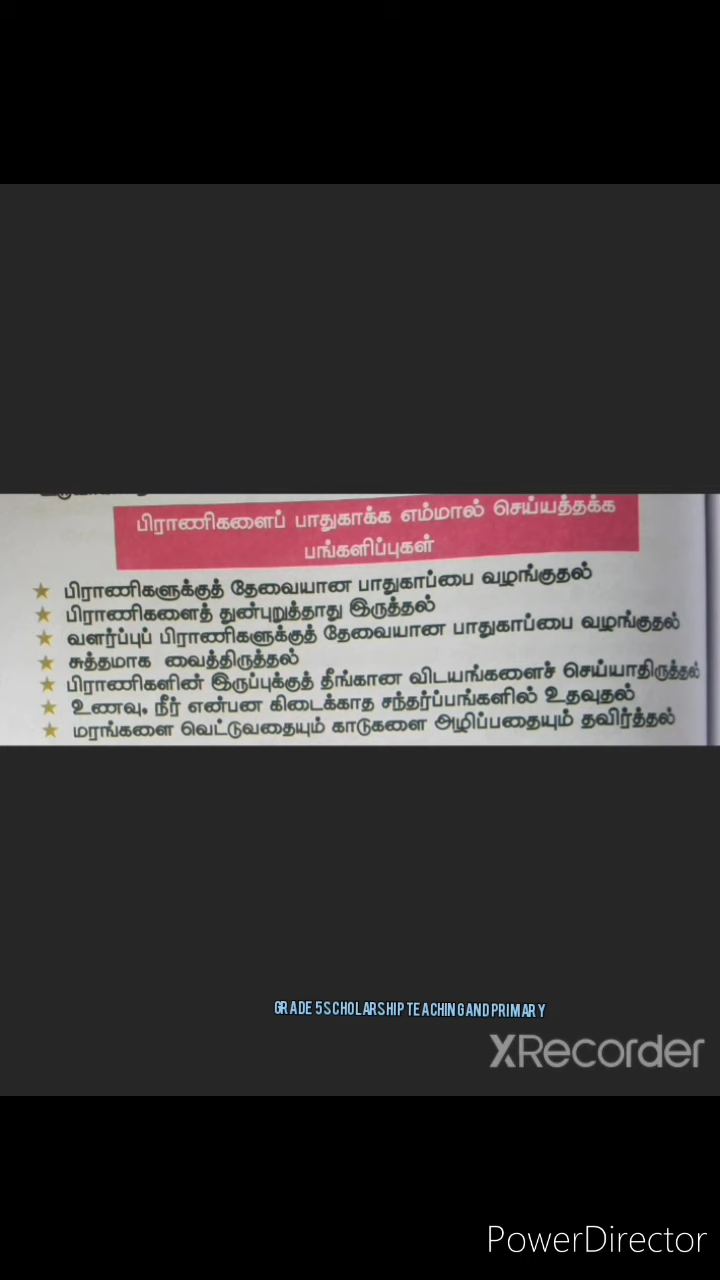 பிராணிகளைப் பாதுகாக்க எம்மால் செய்யத்தக்க
பங்களிப்புகள்
பிராணிகளுக்குத் தேவையான பாதுகாப்பை வழங்குதல்
பிராணிகளைத் துன்புறுத்தாது இருத்தல்
வளர்ப்புப் பிராணிகளுக்குத் தேவையான பாதுகாப்பை வழங்குதல்
சுத்தமாக வைத்திருத்தல்
பிராணிகளின் இருப்புக்குத் தீங்கான விடயங்களைச் செய்யாதிருத்தல்
உணவு, நீர் என்பன கிடைக்காத சந்தர்ப்பங்களில் உதவுதல்
மரங்களை வெட்டுவதையும் காடுகளை அழிப்பதையும் தவிர்த்தல்
GRADE 5 SCHOLARSHIP TEACHING AND PRIMARY
XRecorder
PowerDirector